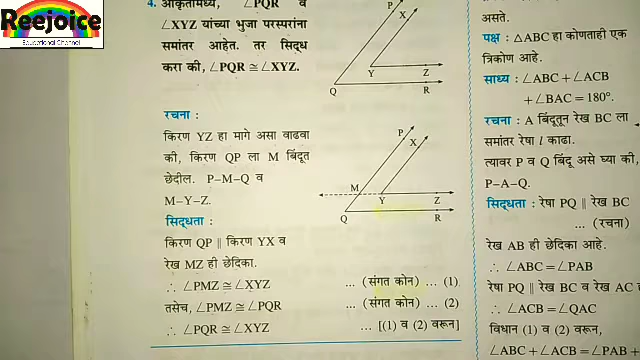 Reejoice
Educational Channel
4. आकृतीमध्ये, ∠PQR व
∠XYZ यांच्या भुजा परस्परांना
समांतर आहेत. तर सिद्ध
करा की, ∠PQR ≅ ∠XYZ.
P
X
Y
Z
Q
R
रचना :
किरण YZ हा मागे असा वाढवा
की, किरण QP ला M बिंदूत
छेदील. P–M–Q व
M–Y–Z.
P
X
M
Y
Z
Q
R
सिद्धता :
किरण QP ∥ किरण YX व
रेख MZ ही छेदिका.
∴ ∠PMZ ≅ ∠XYZ ... (संगत कोन) ... (1)
तसेच, ∠PMZ ≅ ∠PQR ... (संगत कोन) ... (2)
∴ ∠PQR ≅ ∠XYZ ... [(1) व (2) वरून]
असते.
पक्ष : △ABC हा कोणताही एक
त्रिकोण आहे.
साध्य : ∠ABC + ∠ACB
+ ∠BAC = 180°.
रचना : A बिंदूतून रेख BC ला
समांतर रेषा l काढा.
त्यावर P व Q बिंदू असे घ्या की,
P–A–Q.
सिद्धता : रेषा PQ ∥ रेख BC
... (रचना)
रेख AB ही छेदिका आहे.
∴ ∠ABC = ∠PAB
रेषा PQ ∥ रेख BC व रेख AC
∴ ∠ACB = ∠QAC
विधान (1) व (2) वरून,
∠ABC + ∠ACB = ∠PAB +